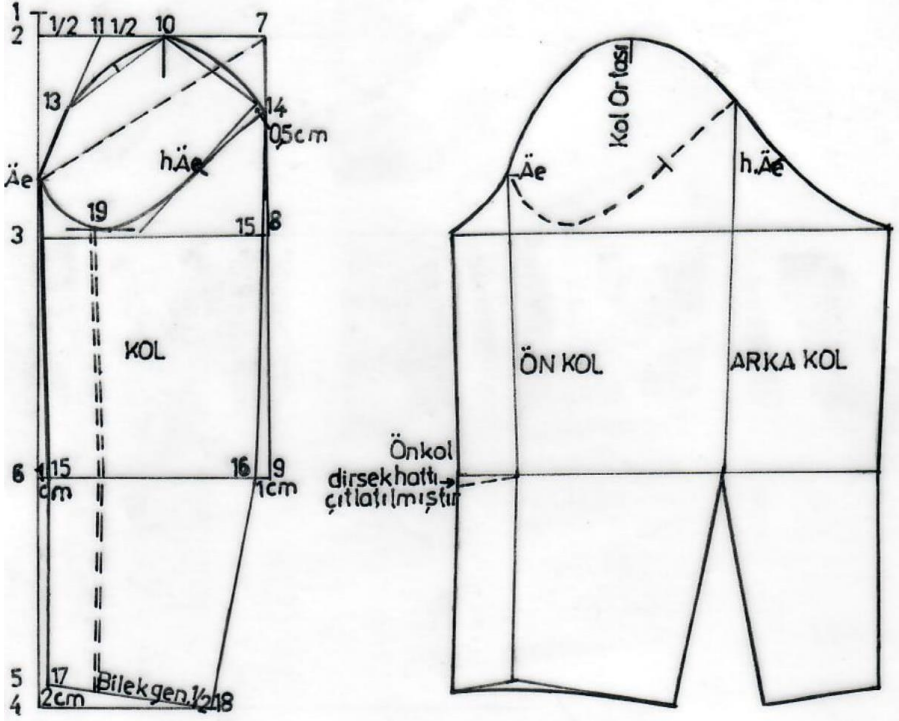 1
2 1/2 11 1/2 10 7
13
14
0,5cm
Äe
h.Äe
19
3 15 8
KOL
6 1 15 16 9
cm 1cm
5 17 Bilek gen.1/2 18
4 2cm
Kol Ortası
Äe
h.Äe
ÖN KOL
ARKA KOL
Önkol
dirsek hattı
çıtlatılmıştır